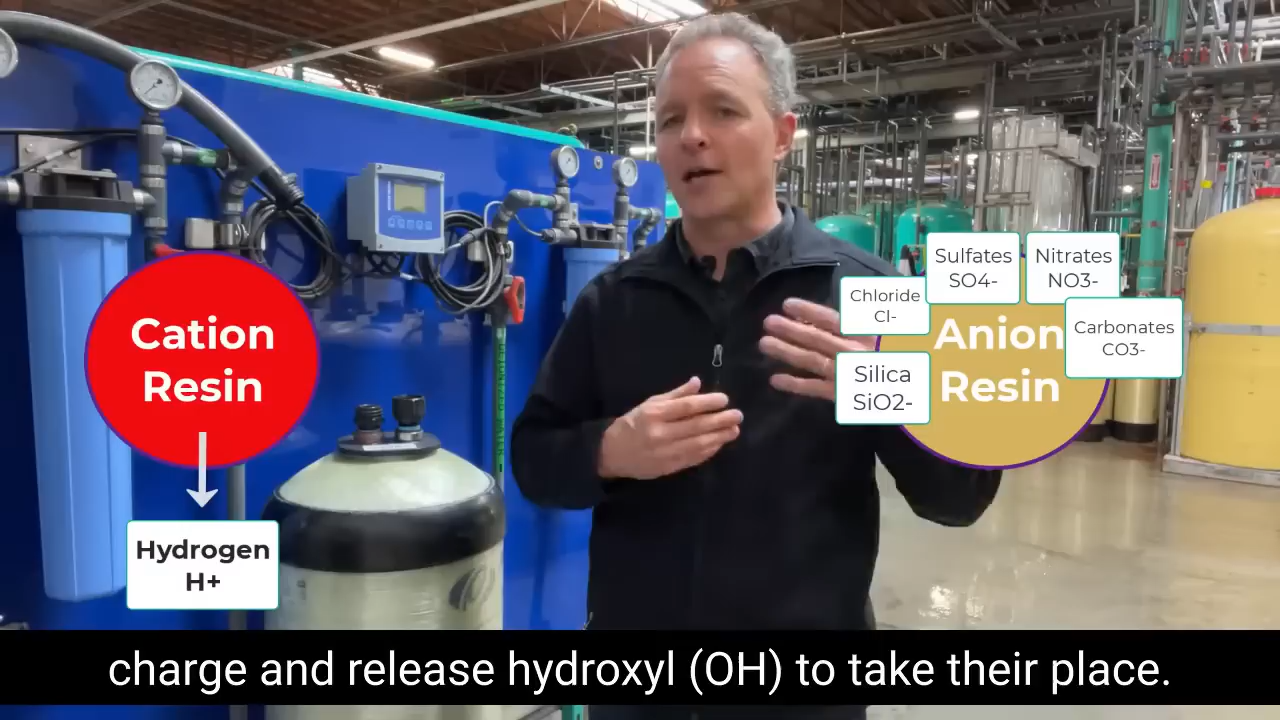 Cation
Resin
Hydrogen
H+
Sulfates
SO4-
Nitrates
NO3-
Chloride
Cl-
Carbonates
CO3-
Anion
Resin
Silica
SiO2-
charge and release hydroxyl (OH) to take their place.